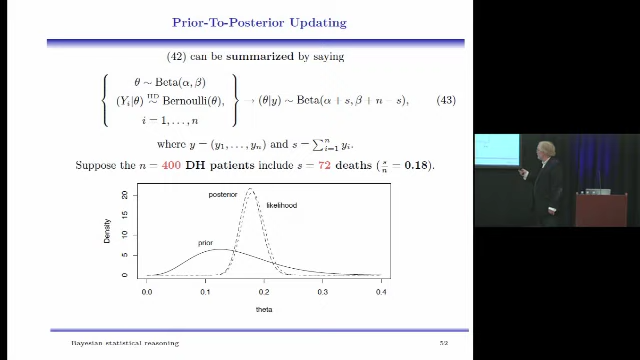 Prior-To-Posterior Updating
(42) can be summarized by saying
θ ∼ Beta(α, β)
(Y_i|θ) ∼^{IID} Bernoulli(θ), → (θ|y) ∼ Beta(α + s, β + n − s), (43)
i = 1, . . . , n
where y = (y_1, . . . , y_n) and s = ∑_{i=1}^{n} y_i.
Suppose the n = 400 DH patients include s = 72 deaths (s/n = 0.18).
posterior
likelihood
prior
Density
0 5 10 15 20
0.0 0.1 0.2 0.3 0.4
theta
Bayesian statistical reasoning 52